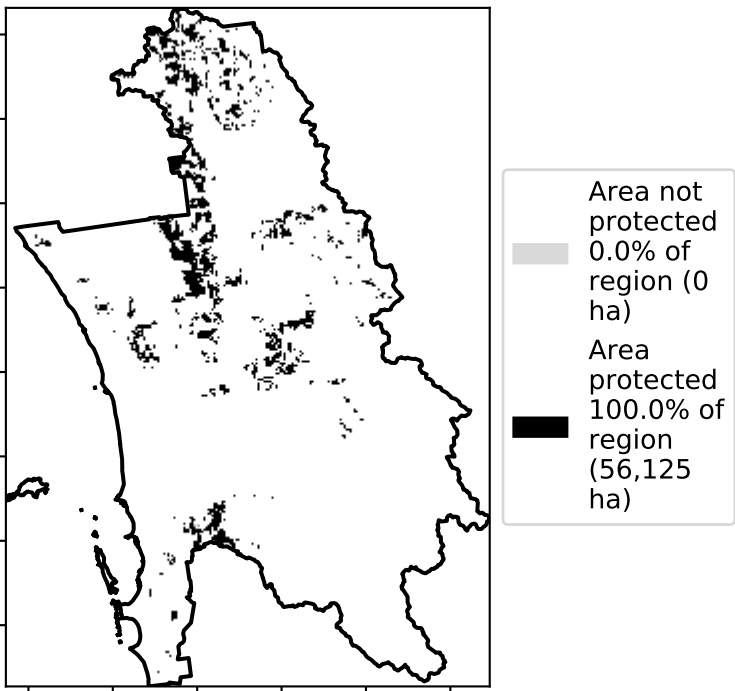 Area not
protected
0.0% of
region (0
ha)
Area
protected
100.0% of
region
(56,125
ha)